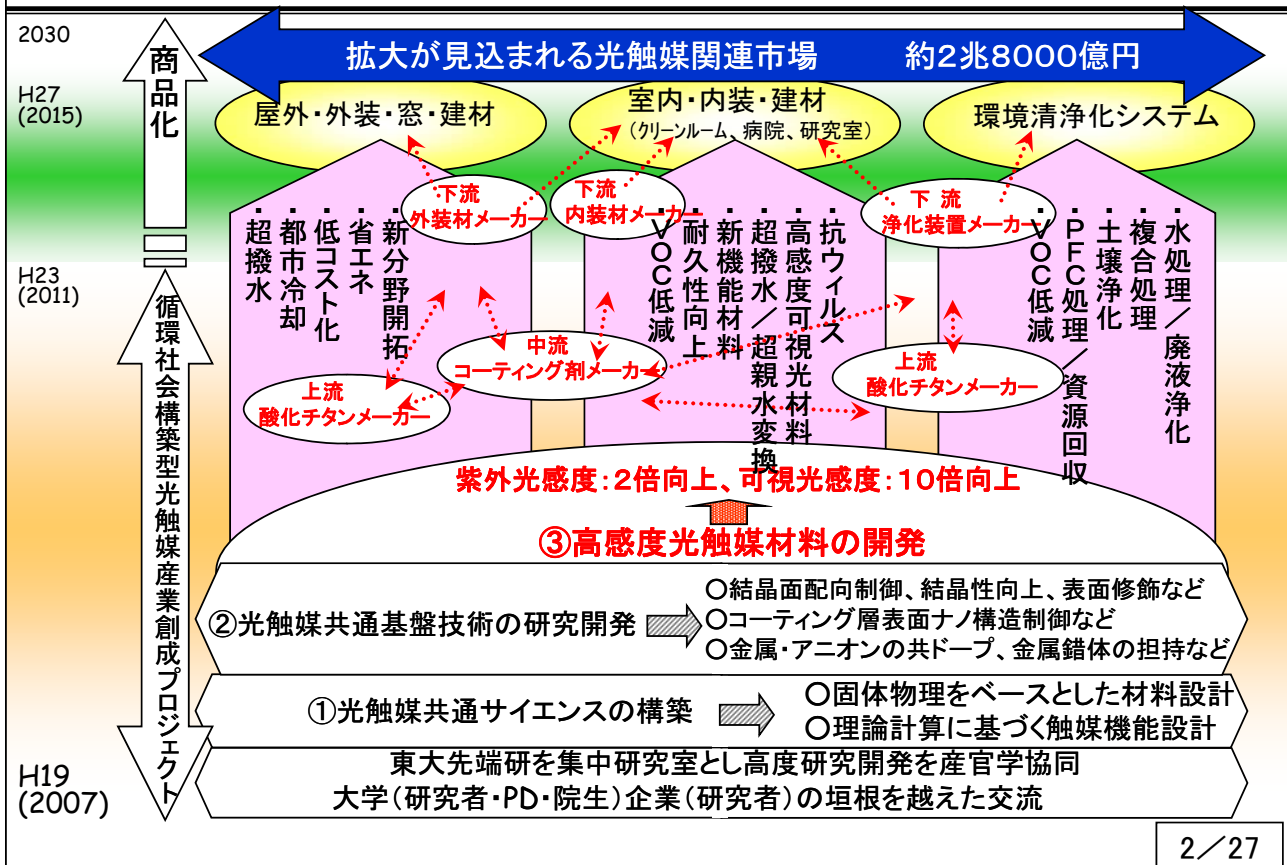 2030
商品化
拡大が見込まれる光触媒関連市場　約2兆8000億円
H27
(2015)
屋外・外装・窓・建材
室内・内装・建材
(クリーンルーム、病院、研究室)
環境清浄化システム
下流
外装材メーカー
下流
内装材メーカー
下 流
浄化装置メーカー
・超撥水
・都市冷却
・低コスト化
・省エネ
・新分野開拓
・VOC低減
・耐久性向上
・新機能材料
・超撥水／超親水変換
・高感度可視光材料
・抗ウィルス
・VOC低減
・PFC処理／資源回収
・土壌浄化
・複合処理
・水処理／廃液浄化
H23
(2011)
循環社会構築型光触媒産業創成プロジェクト
中流
コーティング剤メーカー
上流
酸化チタンメーカー
上流
酸化チタンメーカー
紫外光感度:2倍向上、可視光感度:10倍向上
③高感度光触媒材料の開発
②光触媒共通基盤技術の研究開発
○結晶面配向制御、結晶性向上、表面修飾など
○コーティング層表面ナノ構造制御など
○金属・アニオンの共ドープ、金属錯体の担持など
①光触媒共通サイエンスの構築
○固体物理をベースとした材料設計
○理論計算に基づく触媒機能設計
H19
(2007)
東大先端研を集中研究室とし高度研究開発を産官学協同
大学(研究者・PD・院生)企業(研究者)の垣根を越えた交流
2／27